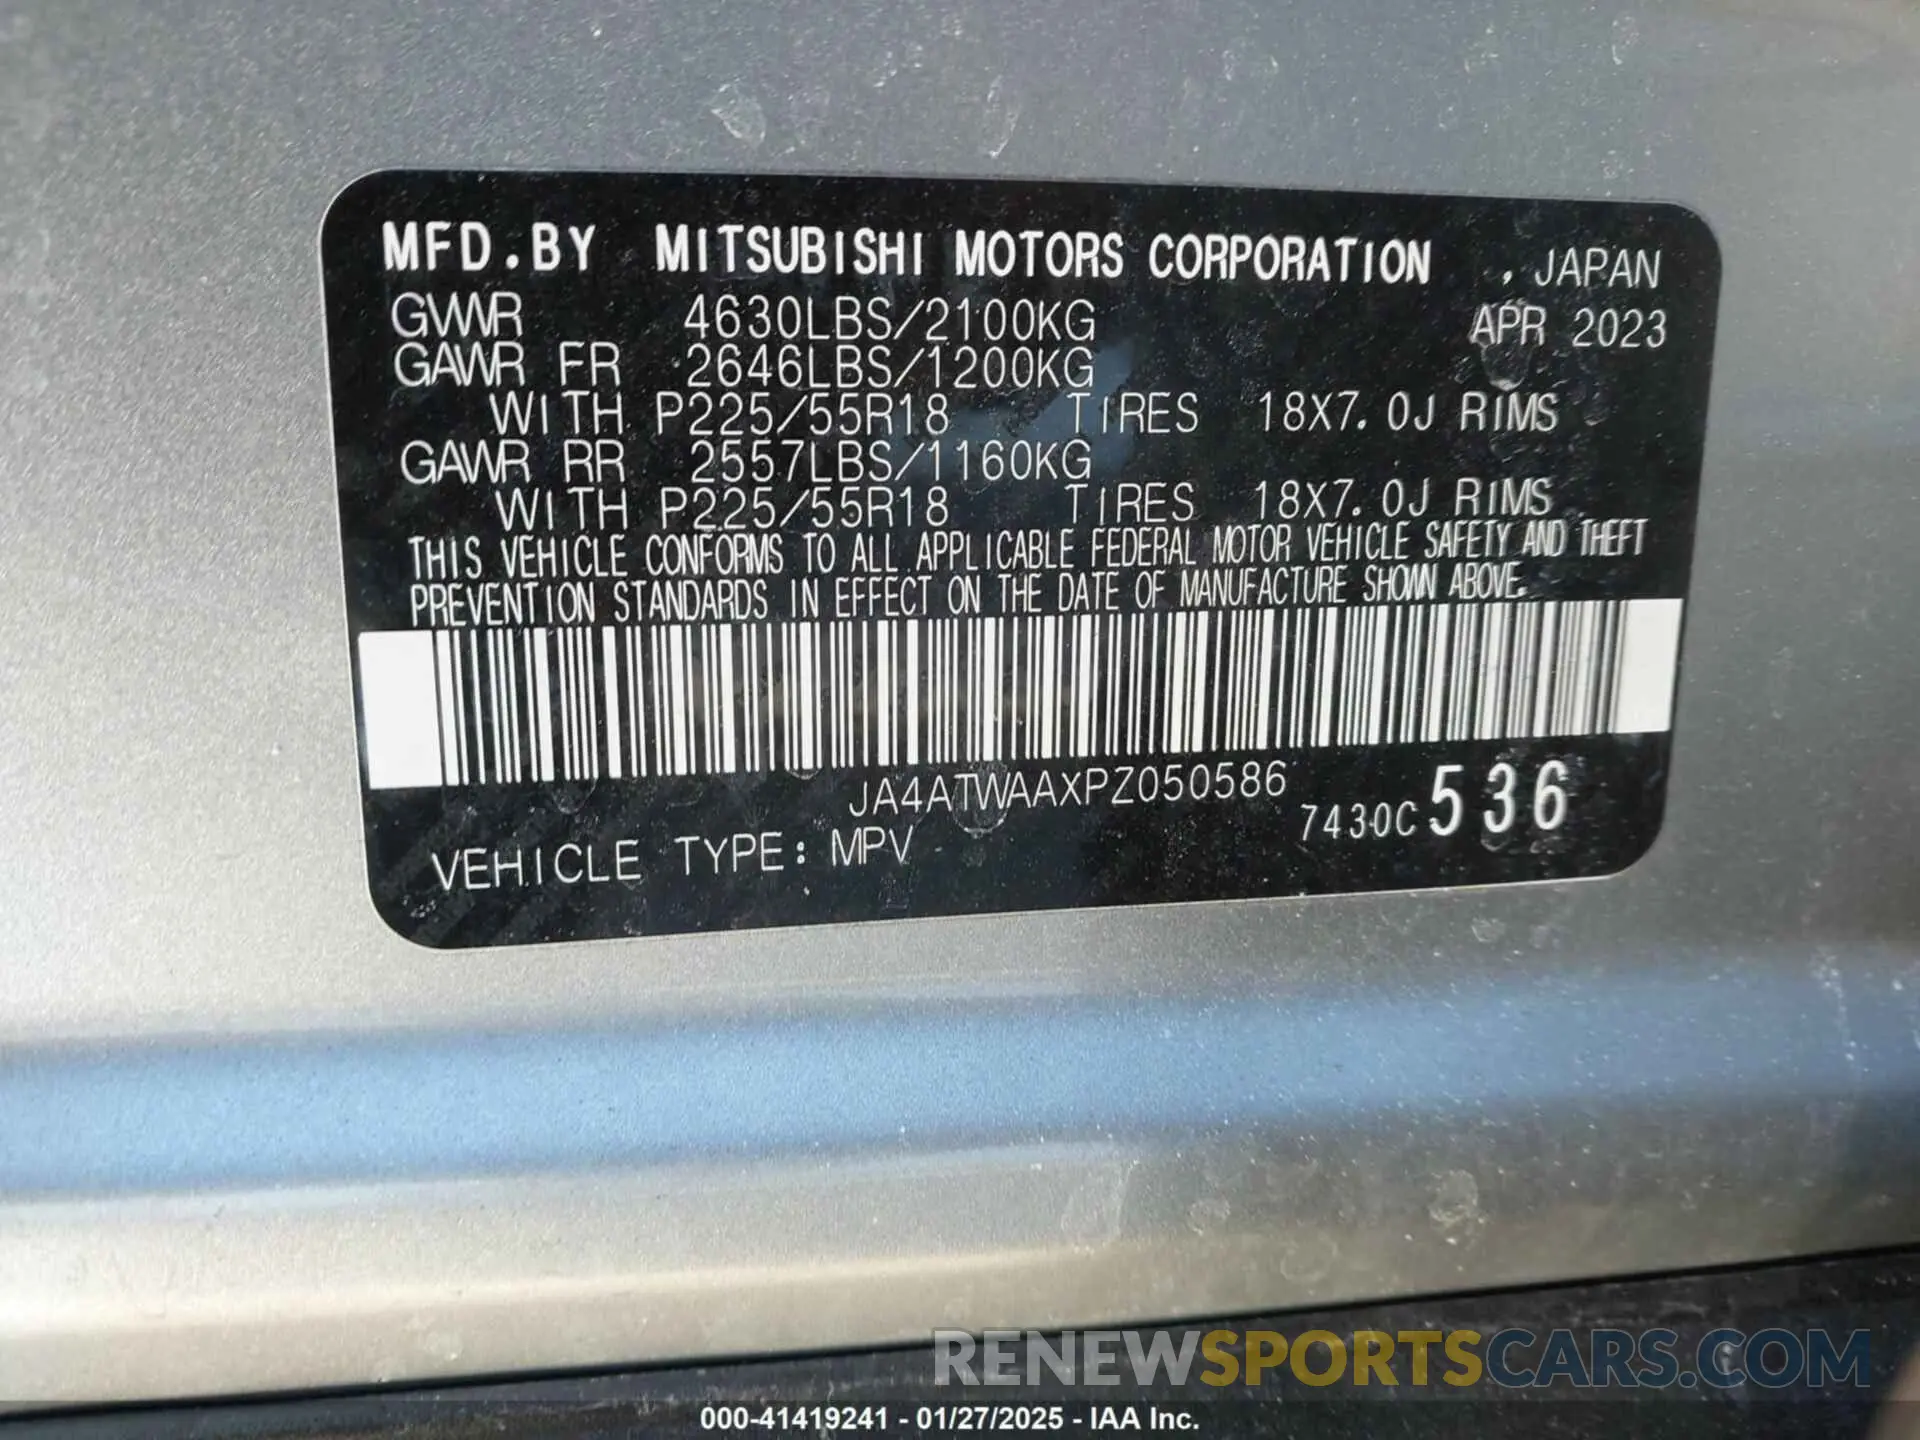 MFD.BY MITSUBISHI MOTORS CORPORATION , JAPAN
GVWR 4630LBS/2100KG APR 2023
GAWR FR 2646LBS/1200KG
WITH P225/55R18 TIRES 18X7.0J RIMS
GAWR RR 2557LBS/1160KG
WITH P225/55R18 TIRES 18X7.0J RIMS
THIS VEHICLE CONFORMS TO ALL APPLICABLE FEDERAL MOTOR VEHICLE SAFETY AND THEFT
PREVENTION STANDARDS IN EFFECT ON THE DATE OF MANUFACTURE SHOWN ABOVE.
JA4ATWAAXPZ050586
7430C 536
VEHICLE TYPE: MPV
RENEWSPORTSCARS.COM
000-41419241 - 01/27/2025 - IAA Inc.